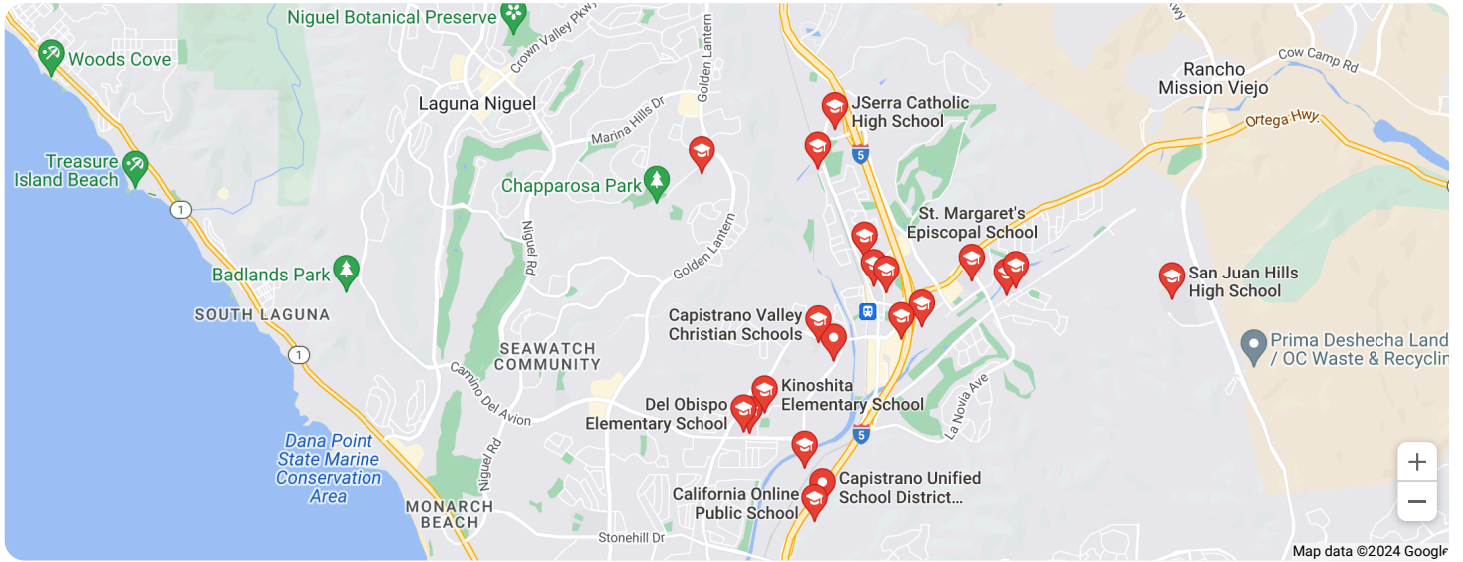 Niguel Botanical Preserve
Crown Valley Pkwy
Golden Lantern
Woods Cove
Cow Camp Rd
Rancho
Mission Viejo
Laguna Niguel
JSerra Catholic
High School
Marina Hills Dr
Ortega Hwy.
5
Treasure
Island Beach
Chapparosa Park
1
St. Margaret's
Episcopal School
Niguel Rd
Golden Lantern
Badlands Park
San Juan Hills
High School
SOUTH LAGUNA
Capistrano Valley
Christian Schools
1
SEAWATCH
COMMUNITY
Prima Deshecha Land
/ OC Waste & Recyclin
Camino Del Avion
Kinoshita
Elementary School
La Novia Ave
Del Obispo
Elementary School
5
Dana Point
State Marine
Conservation
Area
Niguel Rd
Capistrano Unified
School District...
California Online
Public School
MONARCH
BEACH
Stonehill Dr
+
−
Map data ©2024 Google